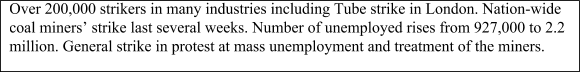 Over 200,000 strikers in many industries including Tube strike in London. Nation-wide
coal miners’ strike last several weeks. Number of unemployed rises from 927,000 to 2.2
million. General strike in protest at mass unemployment and treatment of the miners.